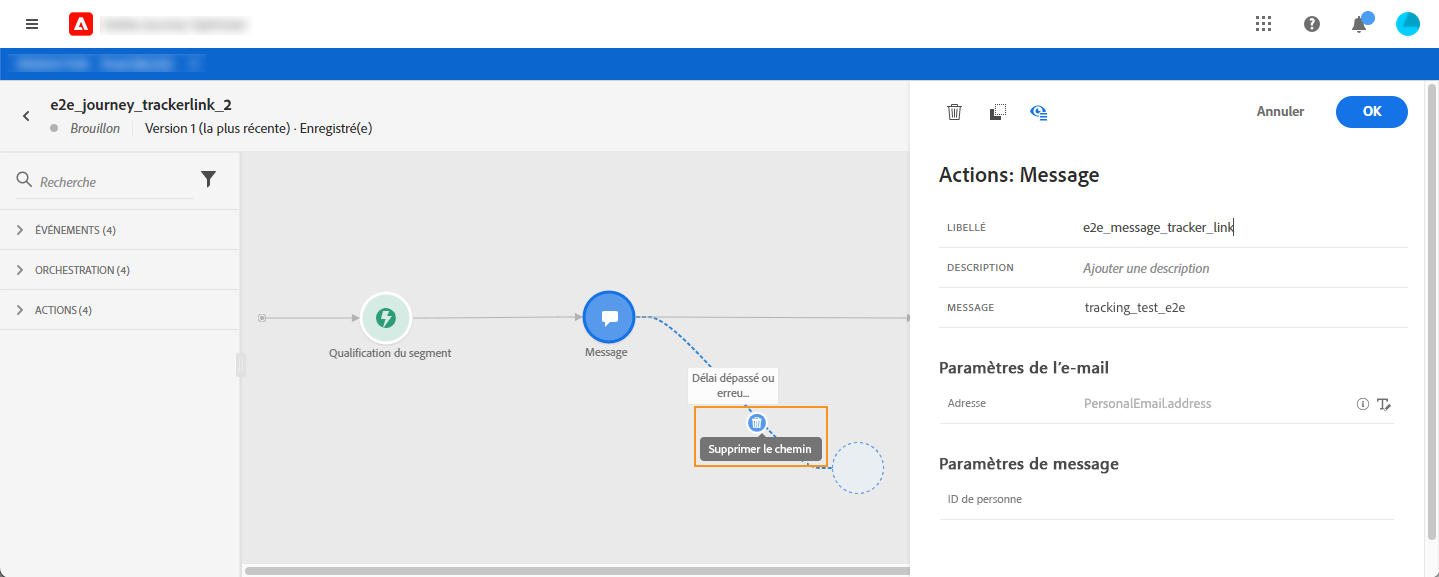 e2e_journey_trackerlink_2
Brouillon
Version 1 (la plus récente) · Enregistré(e)
Recherche
ÉVÉNEMENTS (4)
ORCHESTRATION (4)
ACTIONS (4)
Qualification du segment
Message
Délai dépassé ou
erreu...
Supprimer le chemin
Annuler
OK
Actions: Message
LIBELLÉ
e2e_message_tracker_link
DESCRIPTION
Ajouter une description
MESSAGE
tracking_test_e2e
Paramètres de l'e-mail
Adresse
PersonalEmail.address
Paramètres de message
ID de personne